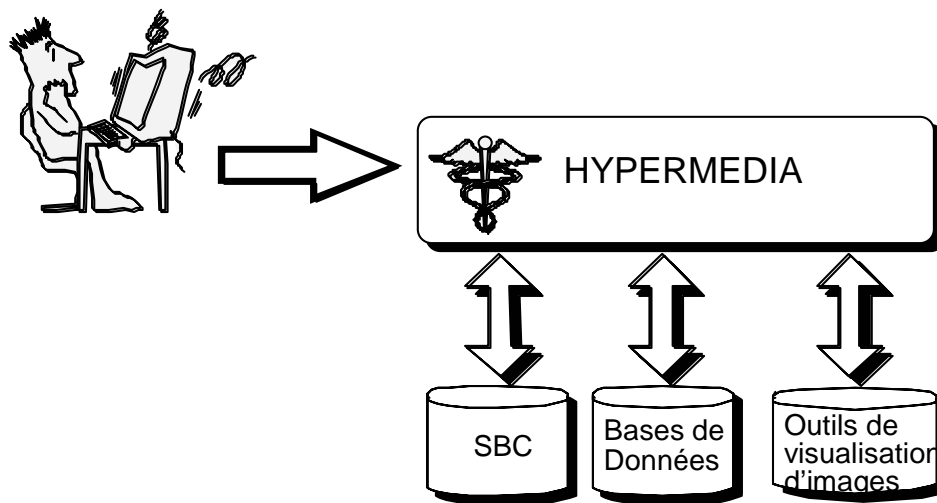 HYPERMEDIA
SBC
Bases de
Données
Outils de
visualisation
d'images